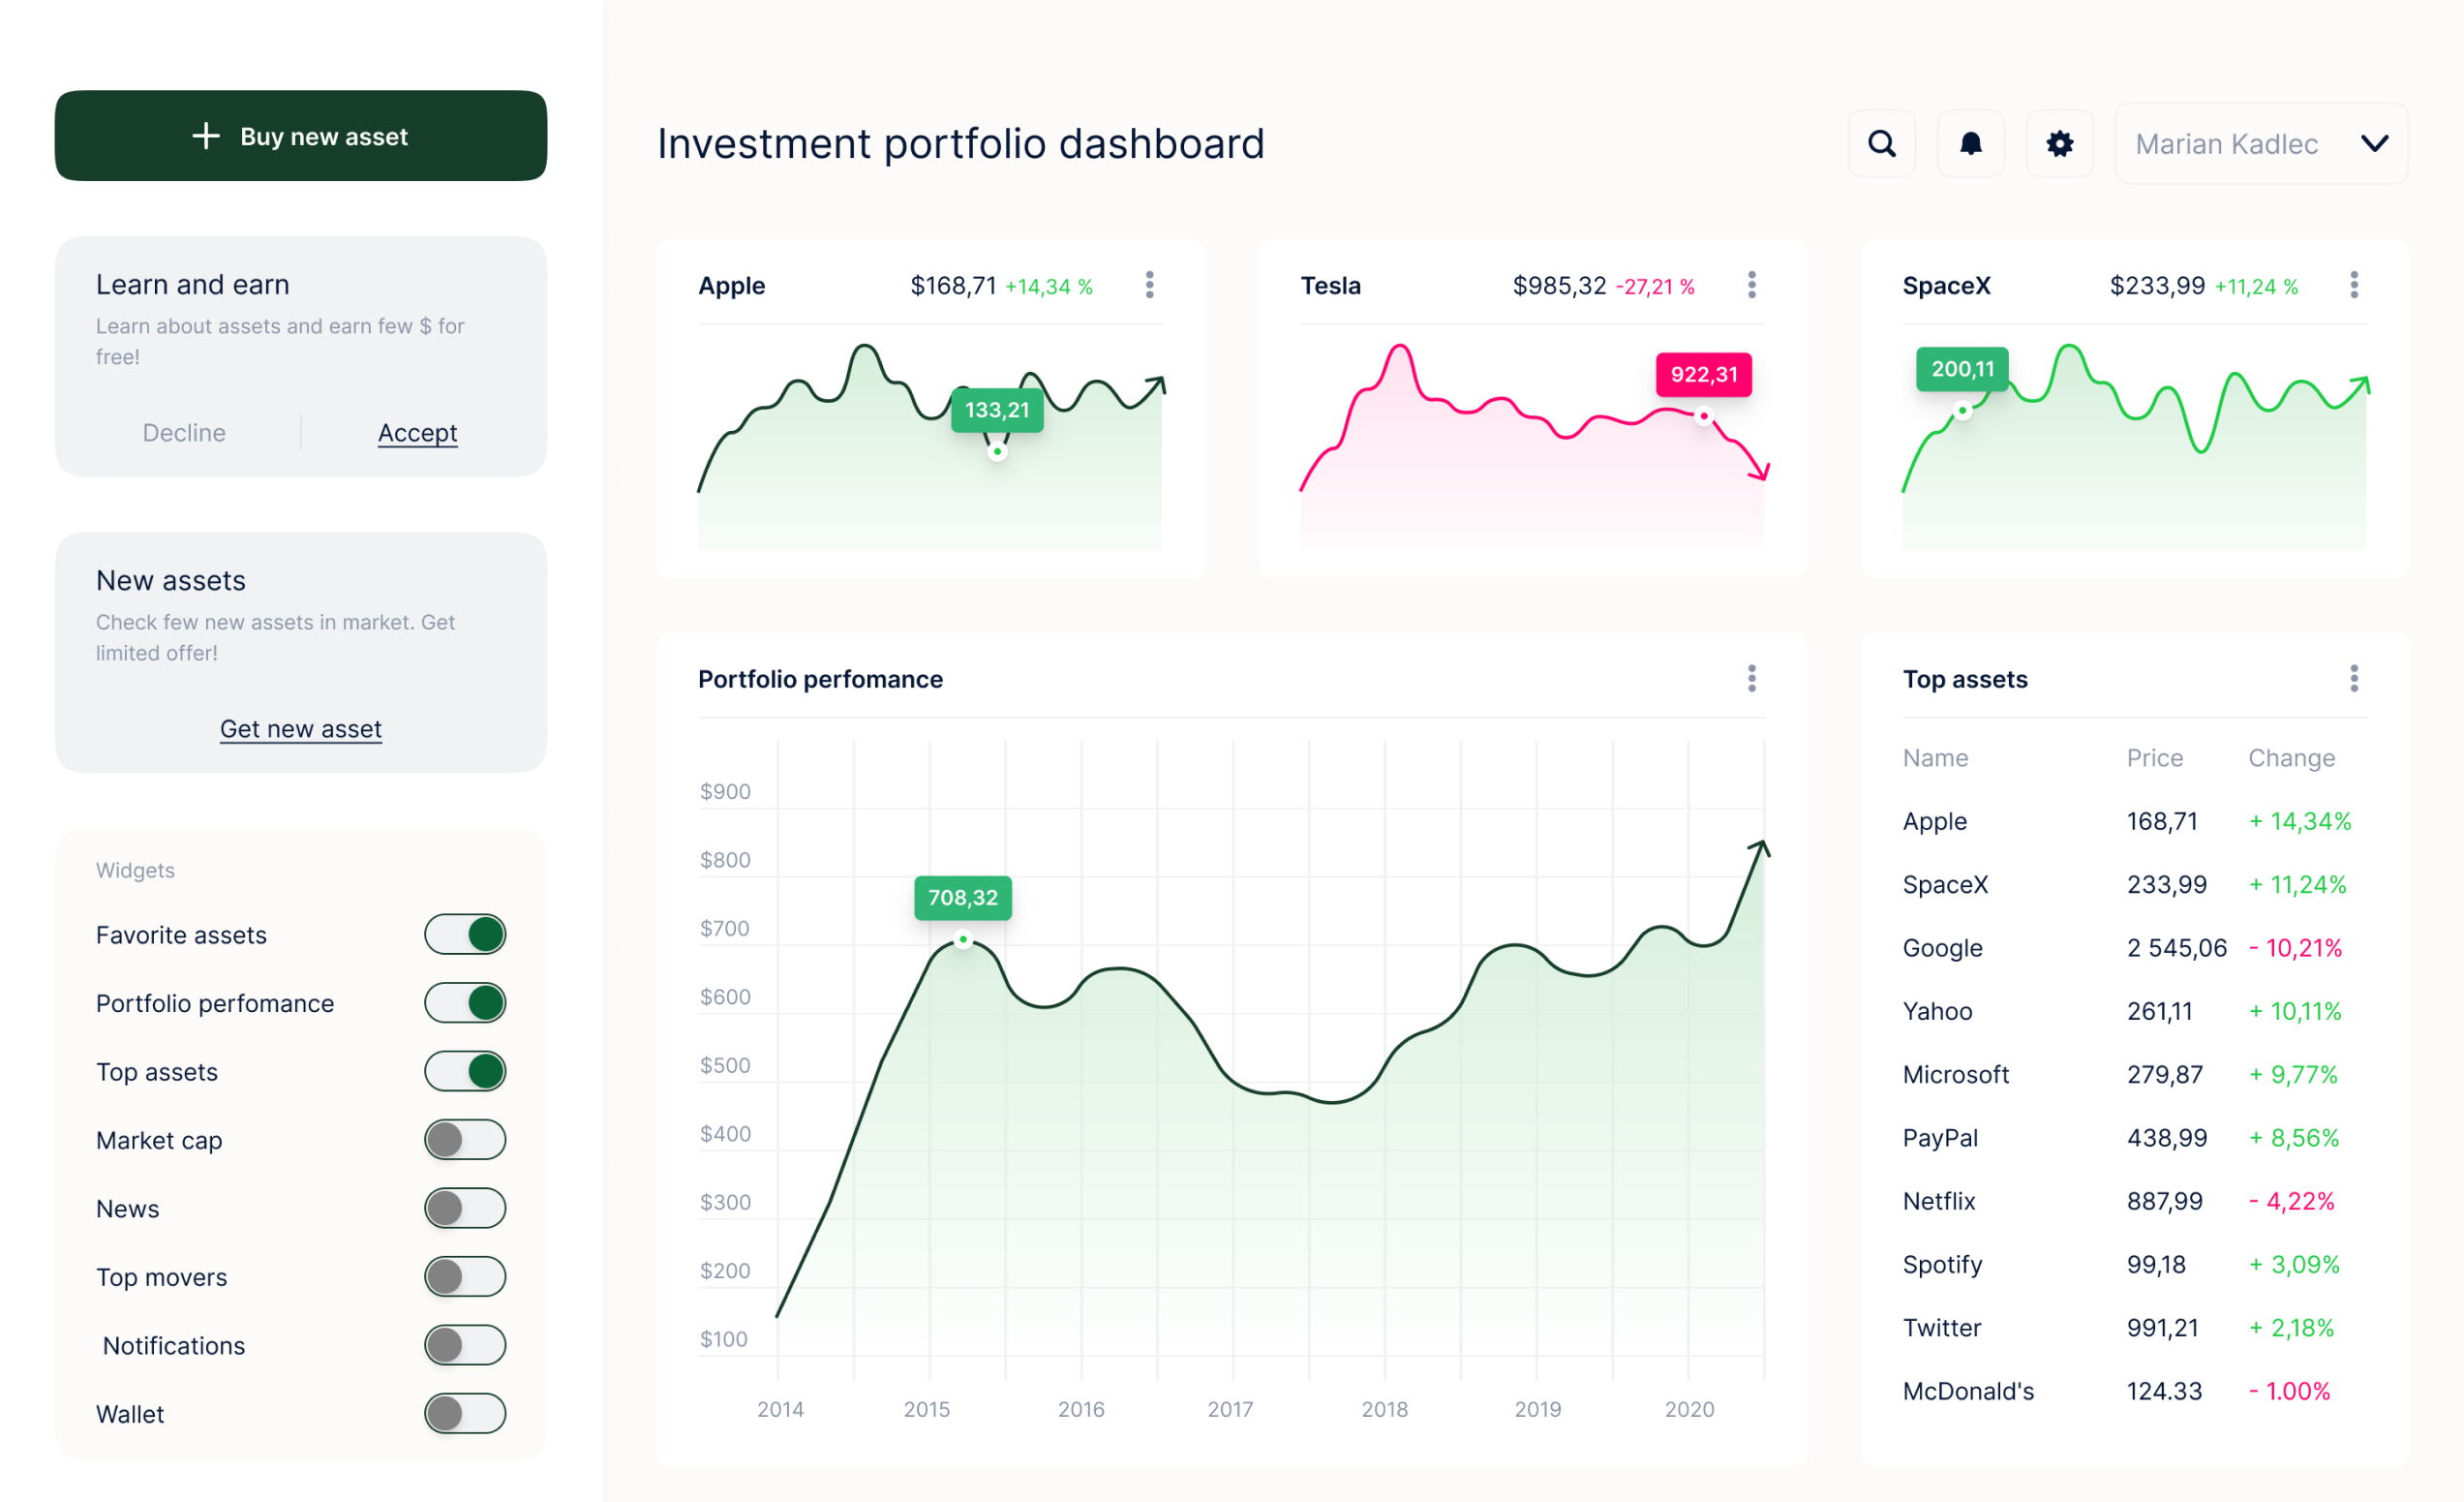 Buy new asset
Learn and earn
Learn about assets and earn few $ for
free!
Decline
Accept
New assets
Check few new assets in market. Get
limited offer!
Get new asset
Widgets
Favorite assets
Portfolio perfomance
Top assets
Market cap
News
Top movers
Notifications
Wallet
Investment portfolio dashboard
Marian Kadlec
Apple $168,71 +14,34 %
133,21
Tesla $985,32 -27,21 %
922,31
SpaceX $233,99 +11,24 %
200,11
Portfolio perfomance
$900
$800
$700
$600
$500
$400
$300
$200
$100
708,32
2014 2015 2016 2017 2018 2019 2020
Top assets
Name Price Change
Apple 168,71 + 14,34%
SpaceX 233,99 + 11,24%
Google 2 545,06 - 10,21%
Yahoo 261,11 + 10,11%
Microsoft 279,87 + 9,77%
PayPal 438,99 + 8,56%
Netflix 887,99 - 4,22%
Spotify 99,18 + 3,09%
Twitter 991,21 + 2,18%
McDonald's 124.33 - 1.00%